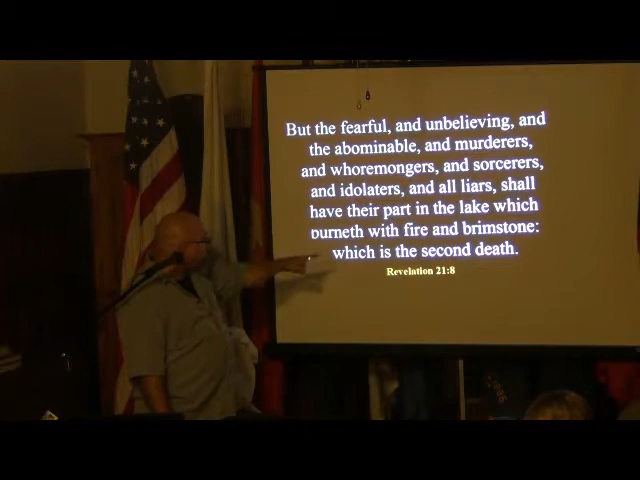 But the fearful, and unbelieving, and
the abominable, and murderers,
and whoremongers, and sorcerers,
and idolaters, and all liars, shall
have their part in the lake which
burneth with fire and brimstone:
which is the second death.
Revelation 21:8